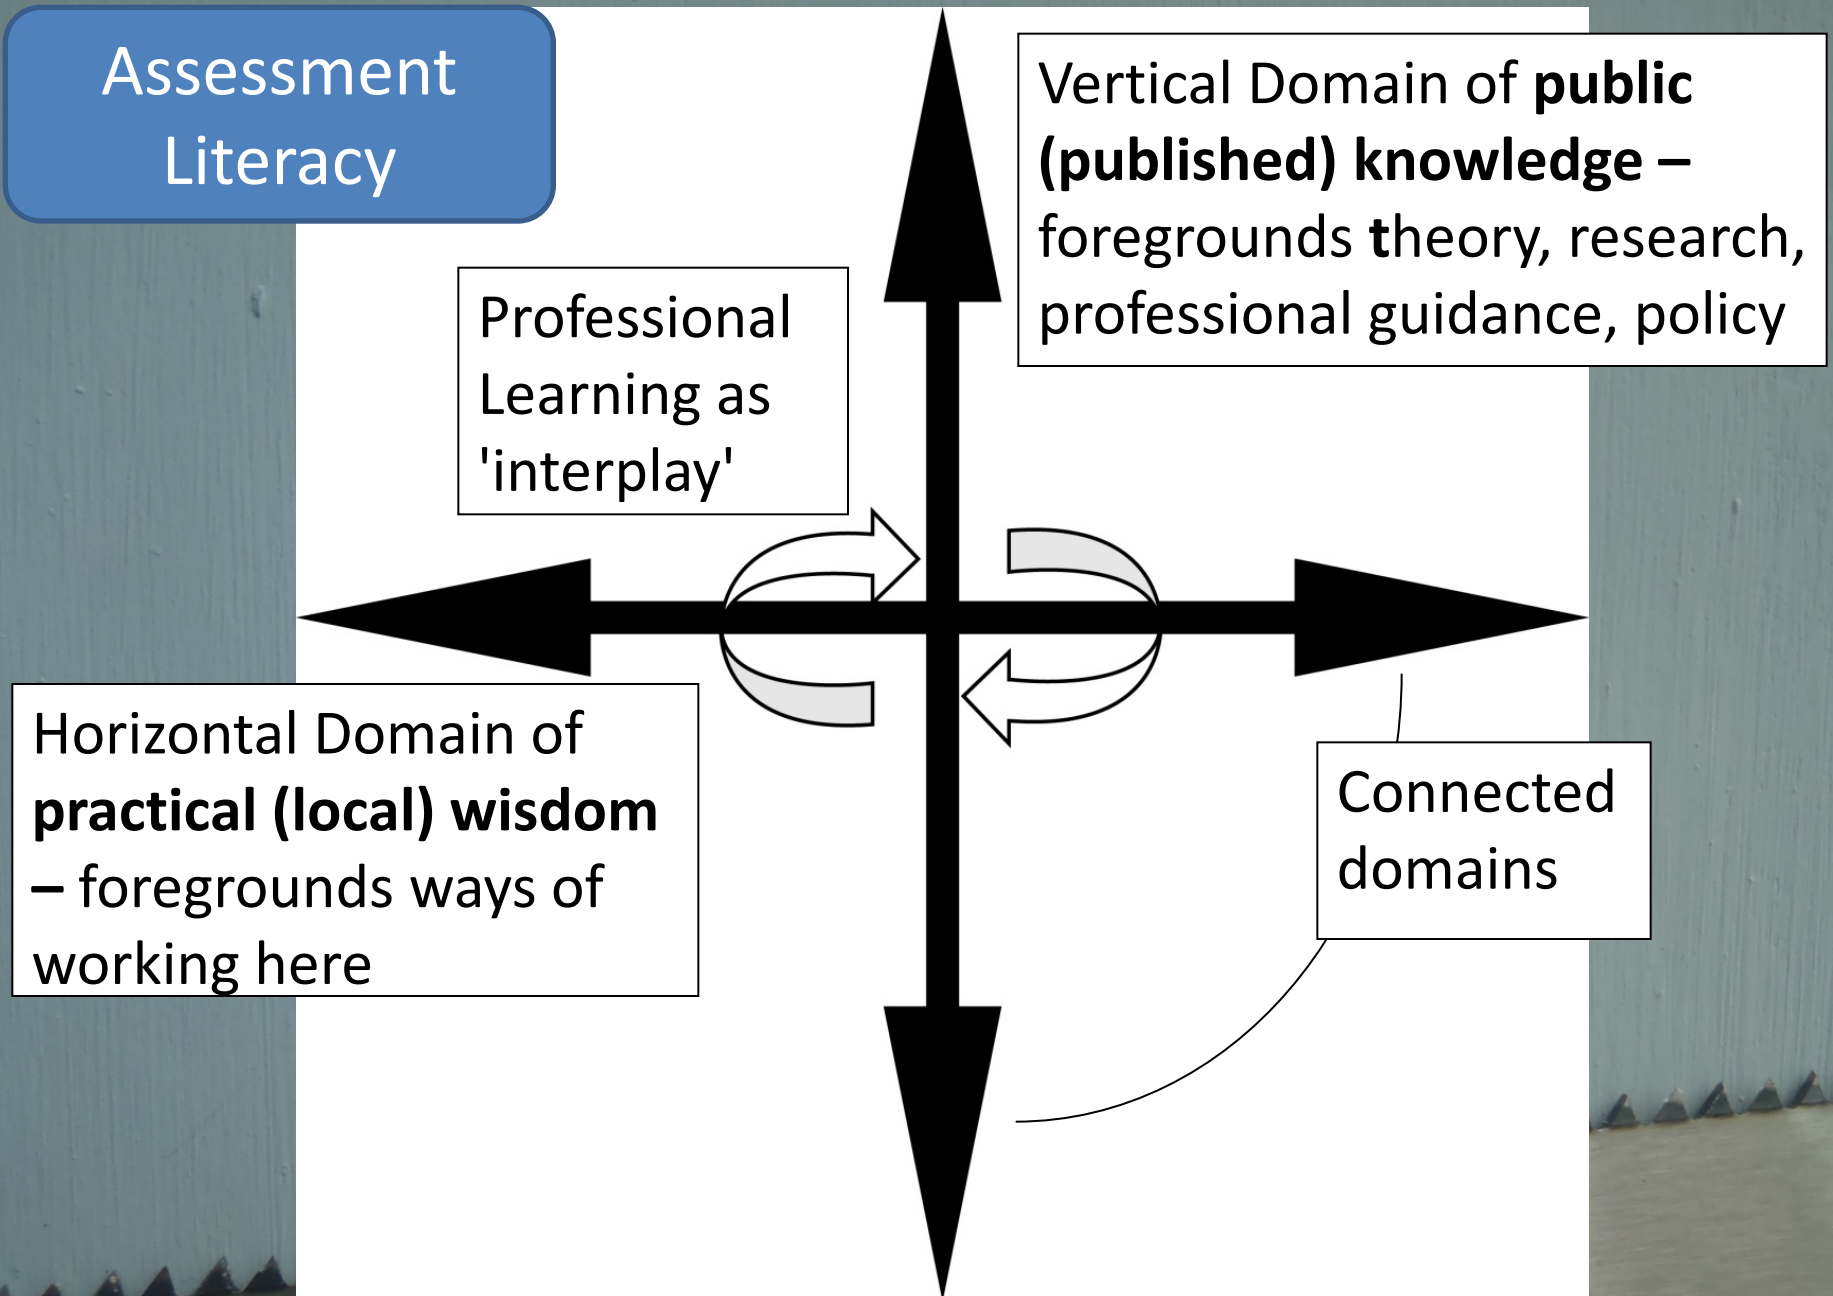 Assessment
Literacy
Vertical Domain of public
(published) knowledge –
foregrounds theory, research,
professional guidance, policy
Professional
Learning as
'interplay'
Horizontal Domain of
practical (local) wisdom
– foregrounds ways of
working here
Connected
domains